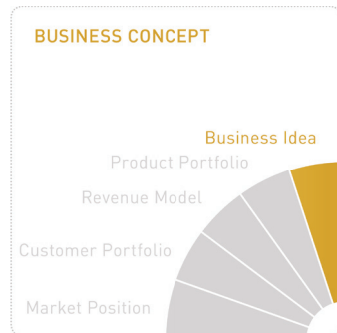 BUSINESS CONCEPT
Business Idea
Product Portfolio
Revenue Model
Customer Portfolio
Market Position